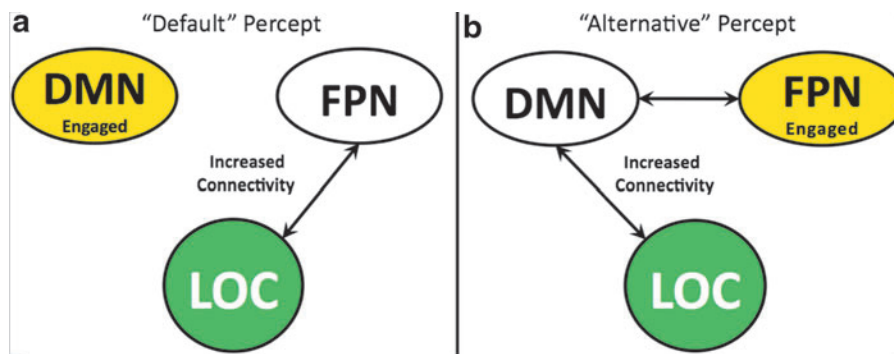 a
“Default” Percept
DMN
Engaged
FPN
Increased
Connectivity
LOC
b
“Alternative” Percept
DMN
FPN
Engaged
Increased
Connectivity
LOC